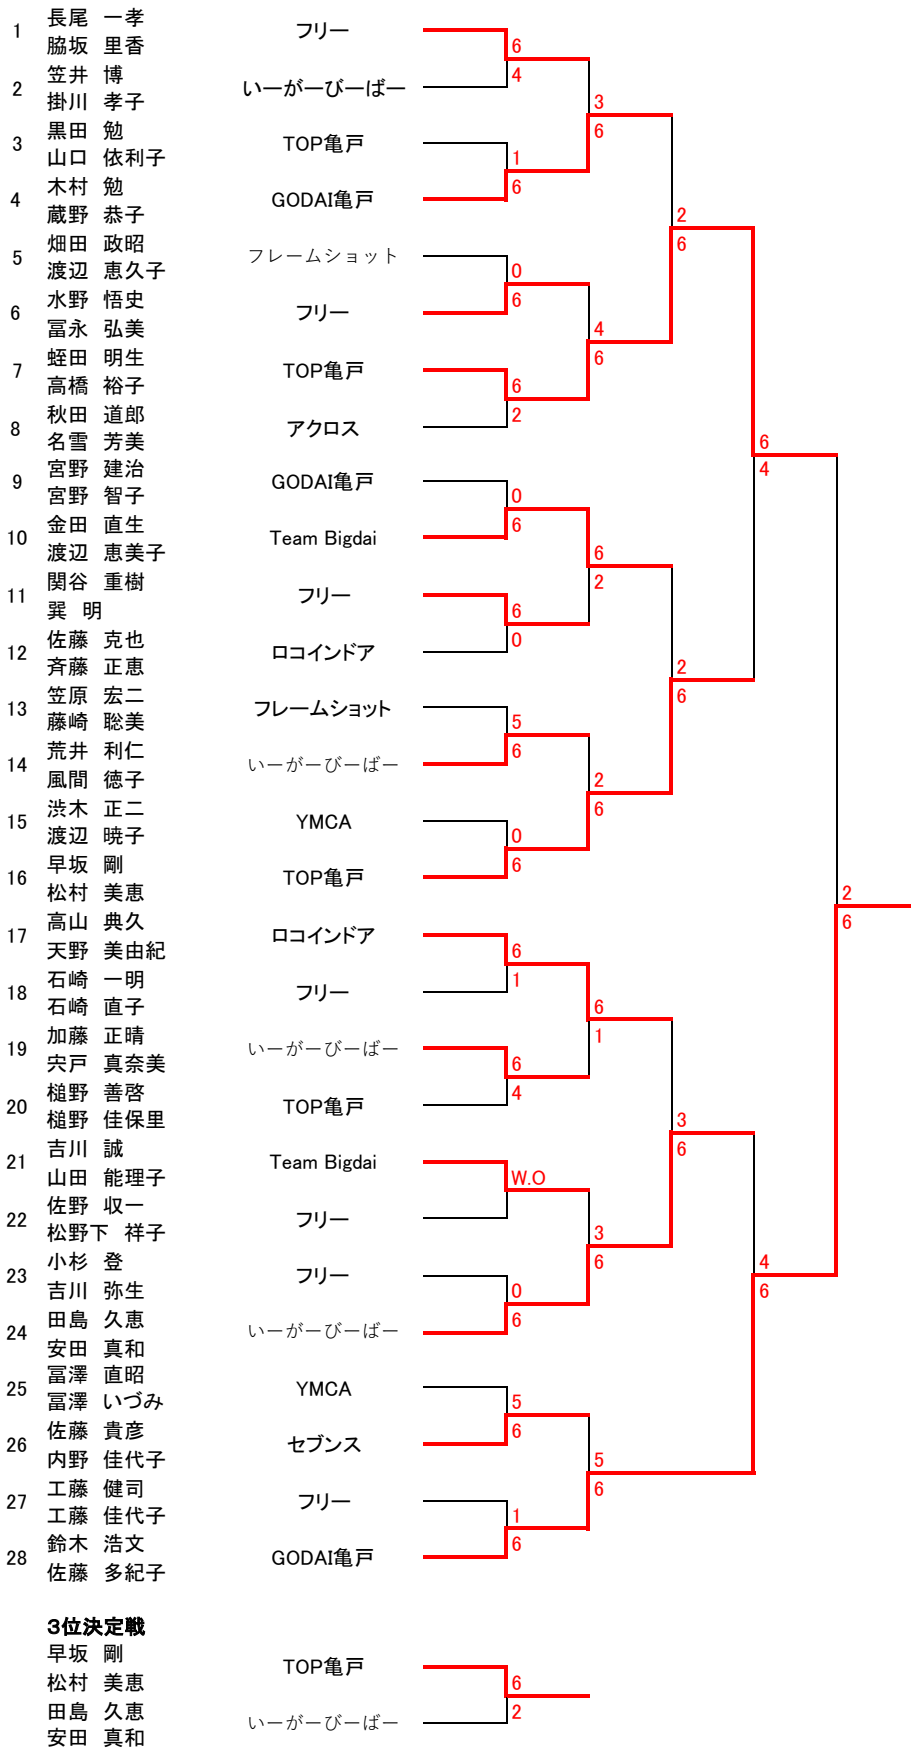 長尾 一孝
1 フリー
脇坂 里香
6
笠井 博
4
2 いーがーびーばー
掛川 孝子
3
黒田 勉
6
3 TOP亀戸
山口 依利子
1
木村 勉
6
4 GODAI亀戸
蔵野 恭子
2
畑田 政昭
6
5 フレームショット
渡辺 恵久子
0
水野 悟史
6
6 フリー
冨永 弘美
4
蛭田 明生
6
7 TOP亀戸
高橋 裕子
6
秋田 道郎
2
8 アクロス
名雪 芳美
6
宮野 建治
4
9 GODAI亀戸
宮野 智子
0
金田 直生
6
10 Team Bigdai
渡辺 恵美子
6
関谷 重樹
2
11 フリー
巽 明
6
佐藤 克也
0
12 ロコインドア
斉藤 正恵
2
笠原 宏二
6
13 フレームショット
藤崎 聡美
5
荒井 利仁
6
14 いーがーびーばー
風間 徳子
2
渋木 正二
6
15 YMCA
渡辺 暁子
0
早坂 剛
6
16 TOP亀戸
松村 美恵
2
高山 典久
6
17 ロコインドア
天野 美由紀
6
石崎 一明
1
18 フリー
石崎 直子
6
加藤 正晴
1
19 いーがーびーばー
宍戸 真奈美
6
槌野 善啓
4
20 TOP亀戸
槌野 佳保里
3
吉川 誠
6
21 Team Bigdai
山田 能理子
W.O
佐野 収一
22 フリー
松野下 祥子
3
小杉 登
6
4
23 フリー
吉川 弥生
0
6
田島 久恵
6
24 いーがーびーばー
安田 真和
冨澤 直昭
25 YMCA
冨澤 いづみ
5
佐藤 貴彦
6
26 セブンス
内野 佳代子
5
工藤 健司
6
27 フリー
工藤 佳代子
1
鈴木 浩文
6
28 GODAI亀戸
佐藤 多紀子
3位決定戦
早坂 剛
TOP亀戸
松村 美恵
6
田島 久恵
2
いーがーびーばー
安田 真和